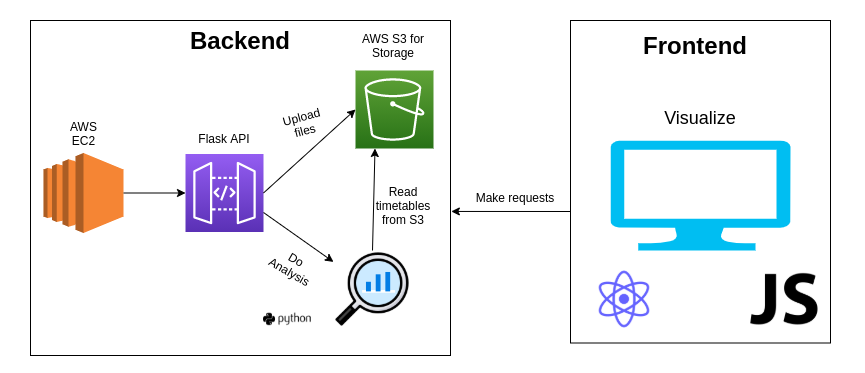 Backend
AWS S3 for
Storage
AWS
EC2
Flask API
Upload
files
Read
timetables
from S3
Do
Analysis
python
Make requests
Frontend
Visualize
JS